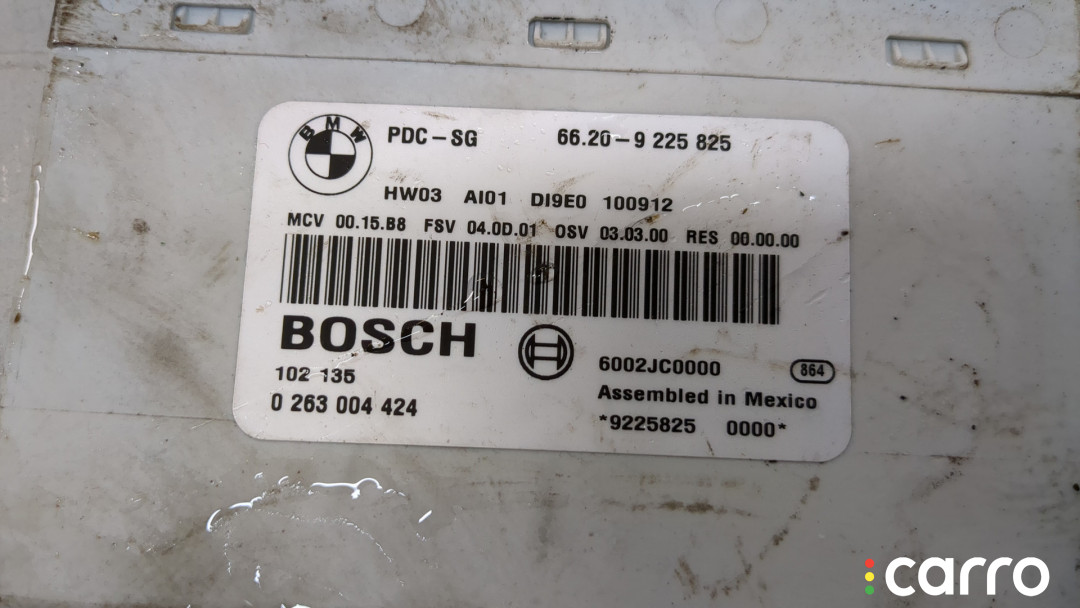 BMW PDC-SG 66.20-9 225 825
HW03 AI01 DI9E0 100912
MCV 00.15.B8 FSV 04.0D.01 OSV 03.03.00 RES 00.00.00
BOSCH
102 135
0 263 004 424
6002JC0000 864
Assembled in Mexico
*9225825 0000*
carro